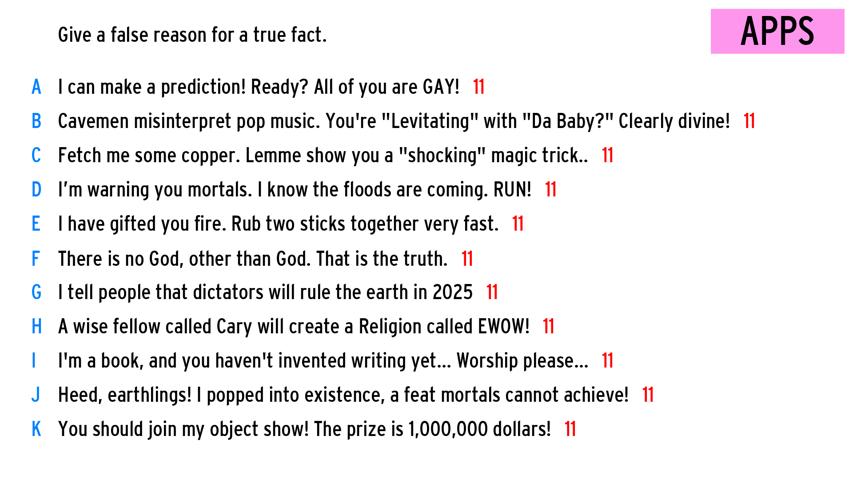 Give a false reason for a true fact.
APPS
A I can make a prediction! Ready? All of you are GAY! 11
B Cavemen misinterpret pop music. You're "Levitating" with "Da Baby?" Clearly divine! 11
C Fetch me some copper. Lemme show you a "shocking" magic trick.. 11
D I’m warning you mortals. I know the floods are coming. RUN! 11
E I have gifted you fire. Rub two sticks together very fast. 11
F There is no God, other than God. That is the truth. 11
G I tell people that dictators will rule the earth in 2025 11
H A wise fellow called Cary will create a Religion called EWOW! 11
I I'm a book, and you haven't invented writing yet... Worship please... 11
J Heed, earthlings! I popped into existence, a feat mortals cannot achieve! 11
K You should join my object show! The prize is 1,000,000 dollars! 11